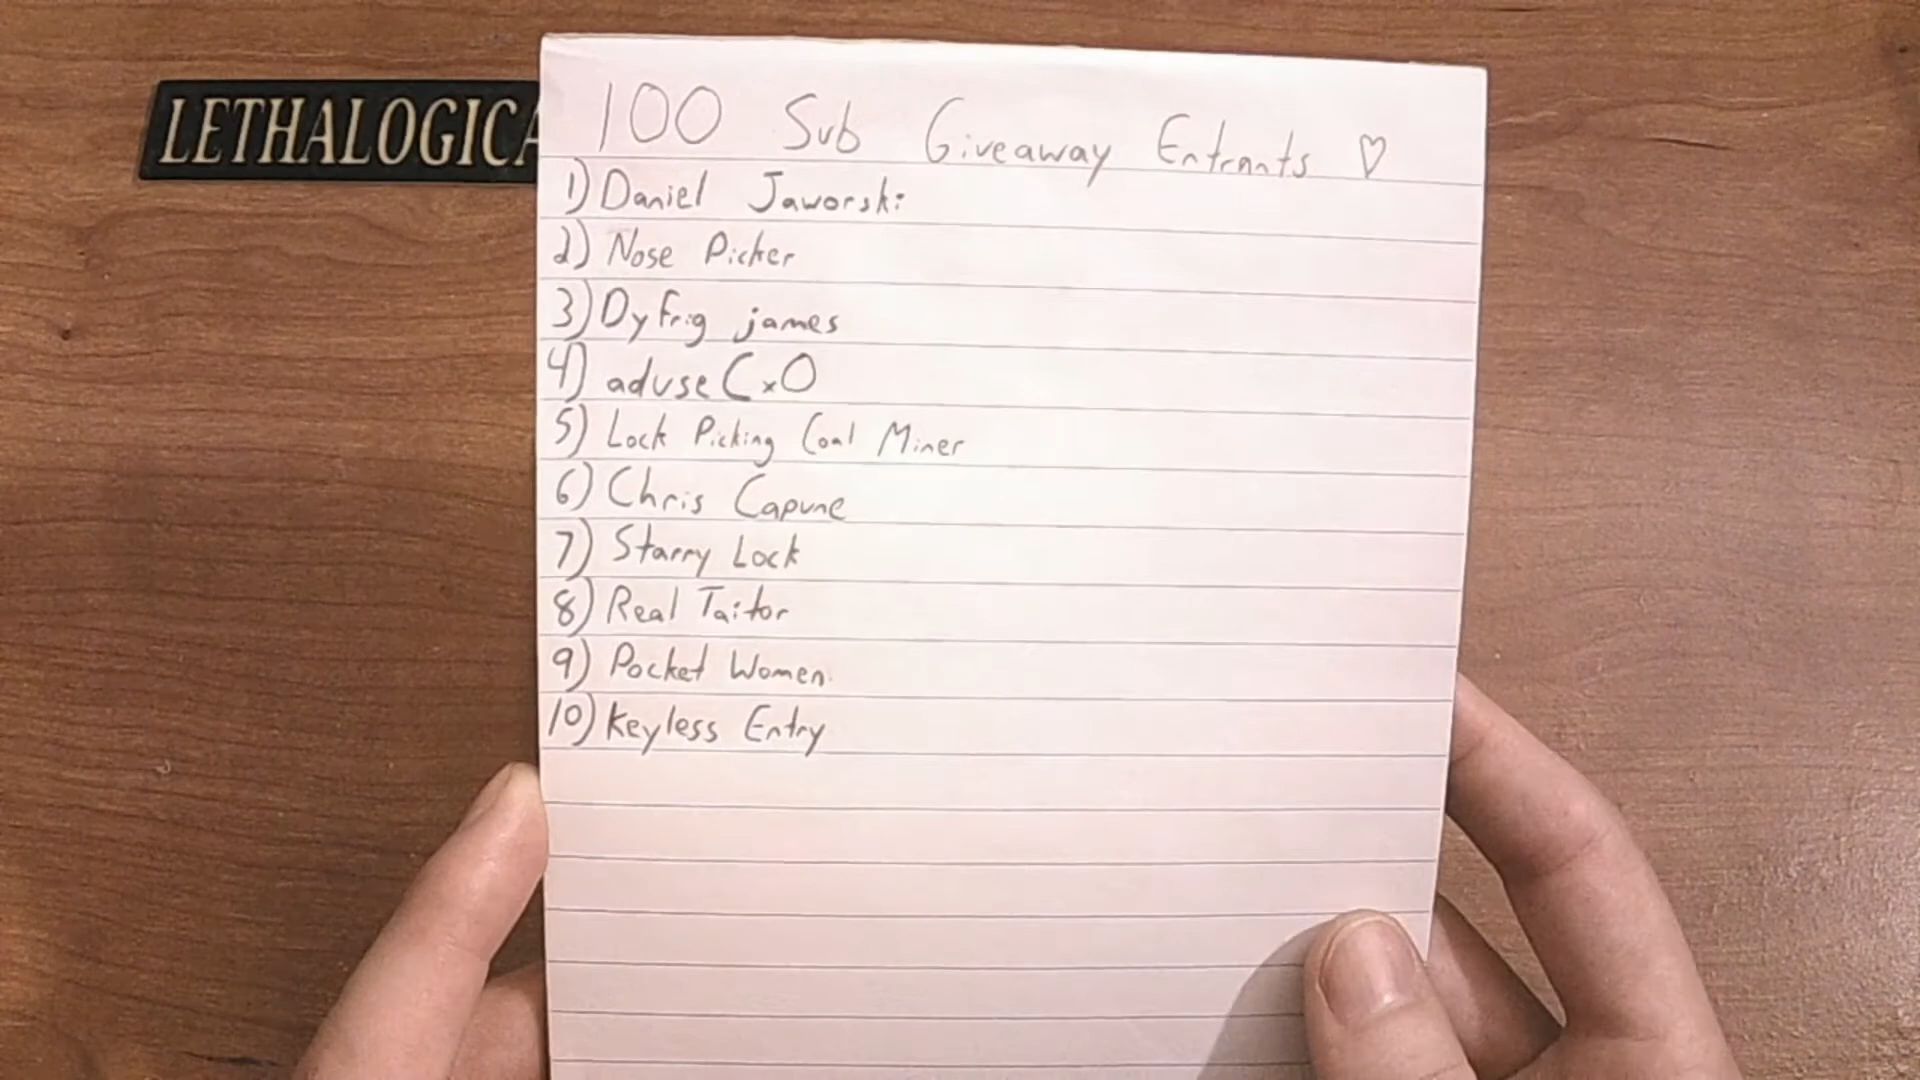 LETHALOGICA
100 Sub Giveaway Entrants ♡
1) Daniel Jaworski
2) Nose Picker
3) Dyfrig james
4) aduseCxO
5) Lock Picking Coal Miner
6) Chris Capune
7) Starry Lock
8) Real Taitor
9) Pocket Women
10) Keyless Entry